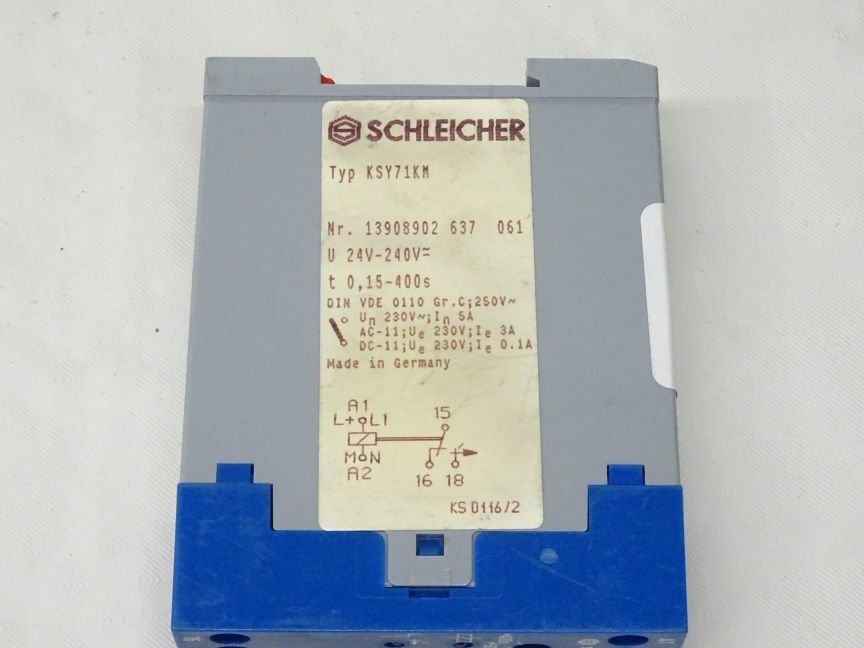 SCHLEICHER
Typ KSY71KM
Nr. 13908902 637 061
U 24V-240V≂
t 0,15-400s
DIN VDE 0110 Gr.C;250V~
Un 230V~;In 5A
AC-11;Ue 230V;Ie 3A
DC-11;Ue 230V;Ie 0.1A
Made in Germany
A1
L+ L1
15
M N
A2
16 18
KS 0116/2